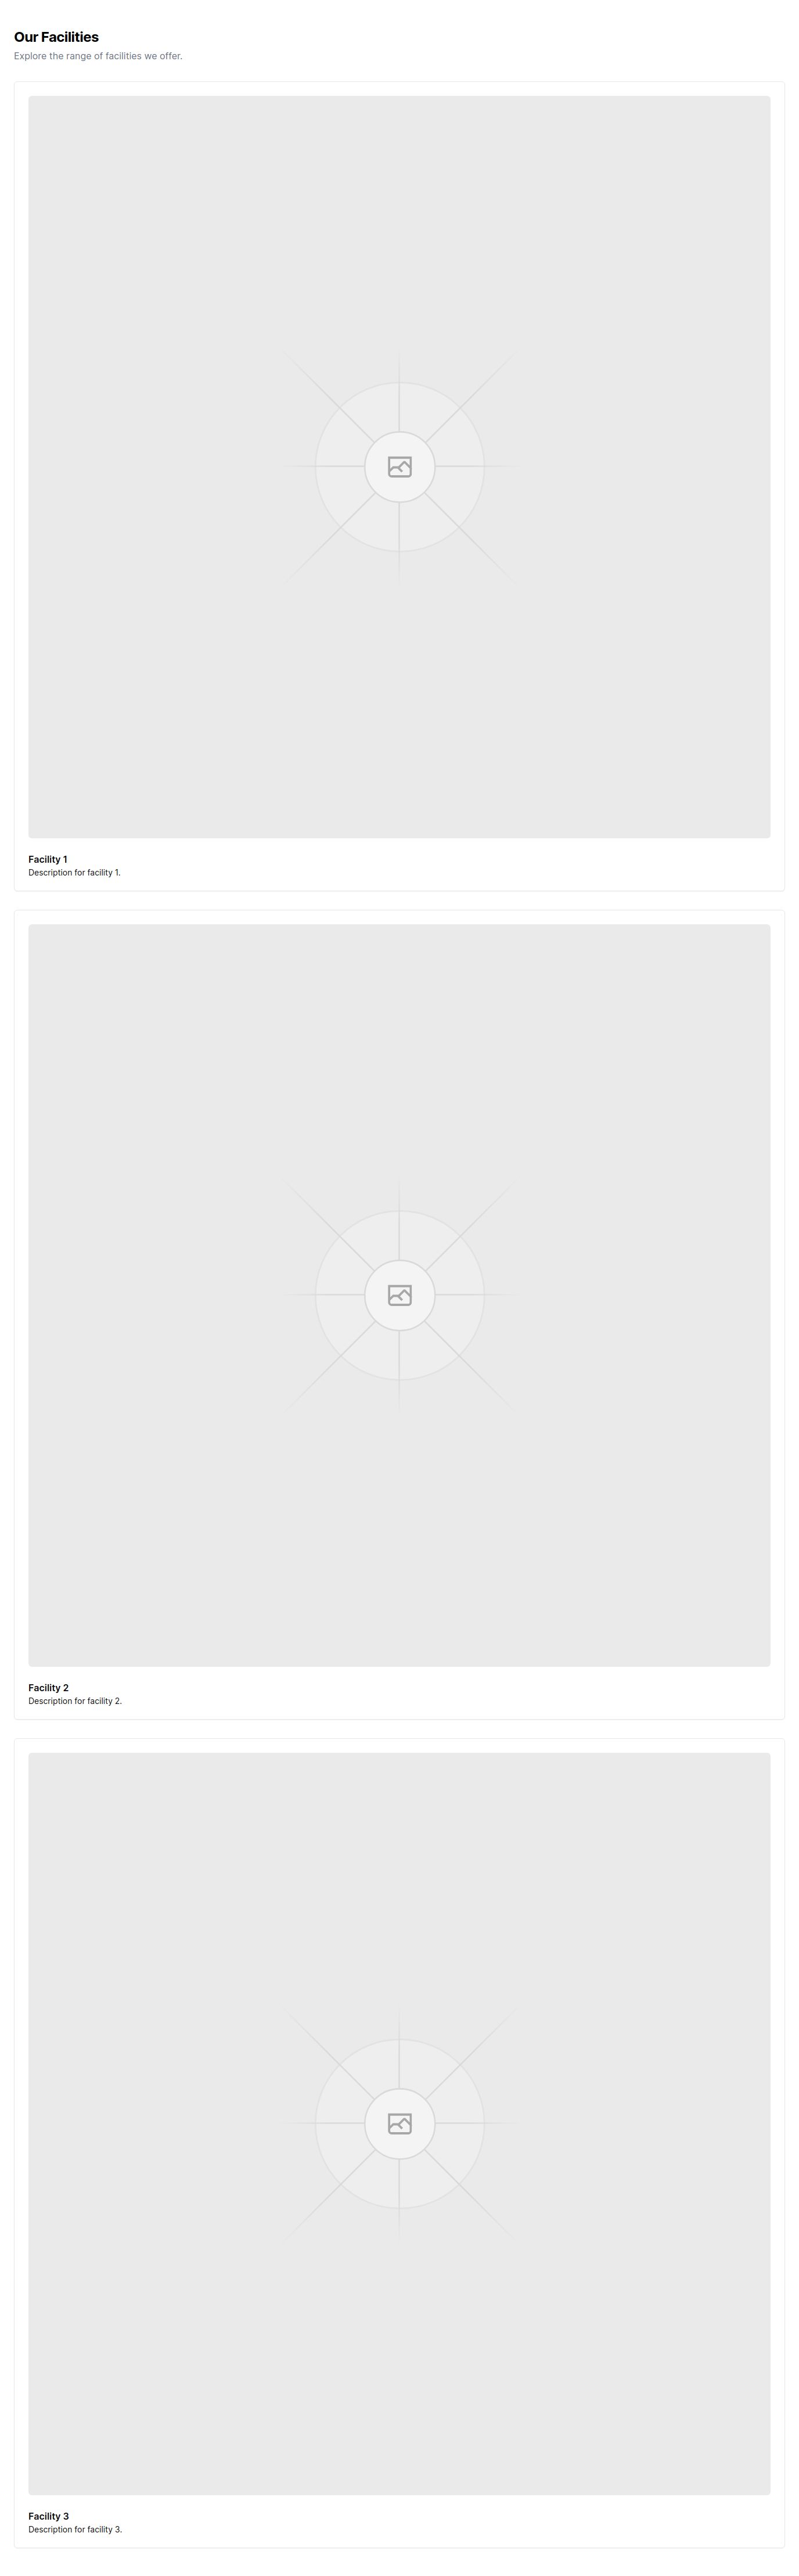 Our Facilities
Explore the range of facilities we offer.
Facility 1
Description for facility 1.
Facility 2
Description for facility 2.
Facility 3
Description for facility 3.